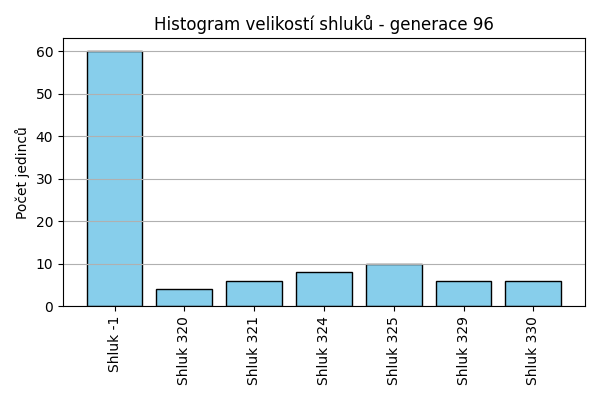 Histogram velikostí shluků - generace 96
Počet jedinců
60
50
40
30
20
10
0
Shluk -1
Shluk 320
Shluk 321
Shluk 324
Shluk 325
Shluk 329
Shluk 330